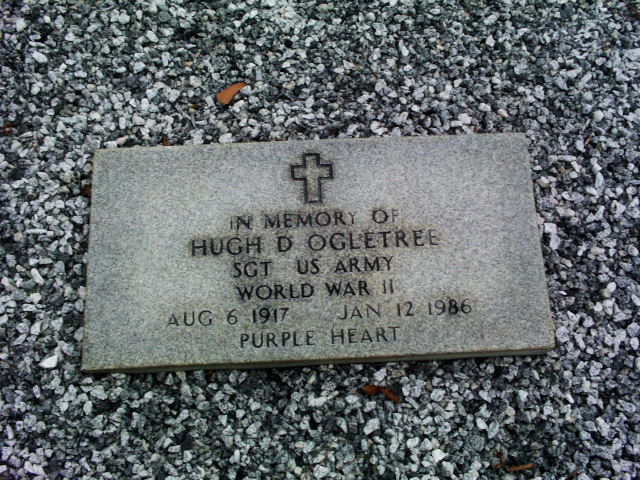 IN MEMORY OF
HUGH D OGLETREE
SGT US ARMY
WORLD WAR II
AUG 6 1917 JAN 12 1986
PURPLE HEART